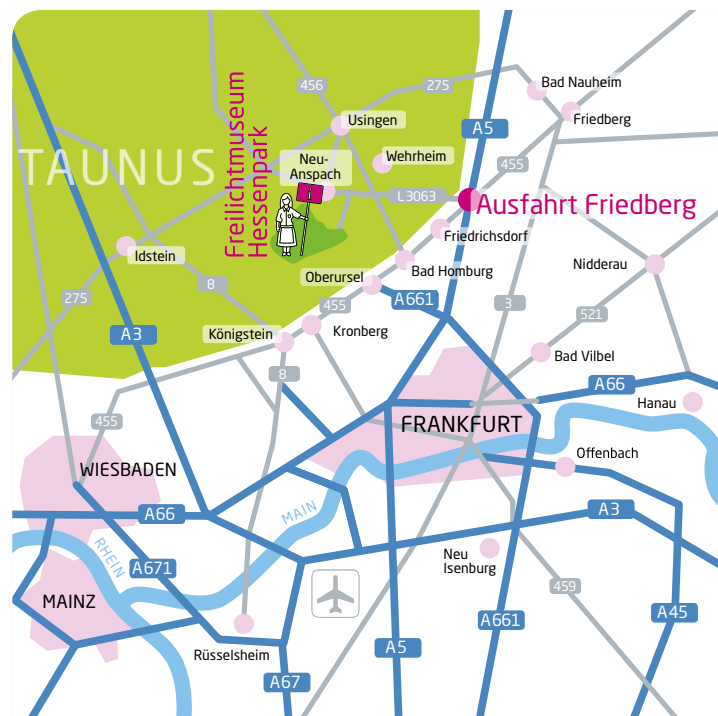 456
275
Bad Nauheim
Friedberg
Usingen
A5
Wehrheim
455
TAUNUS
Neu-
Anspach
Freilichtmuseum
Hessenpark
L3063
Ausfahrt Friedberg
Friedrichsdorf
Idstein
Bad Homburg
Nidderau
Oberursel
8
275
A661
455
3
521
A3
Königstein
Kronberg
Bad Vilbel
8
A66
Hanau
455
FRANKFURT
Offenbach
WIESBADEN
A66
MAIN
A3
RHEIN
A671
Neu
Isenburg
459
MAINZ
A661
A45
Rüsselsheim
A5
A67